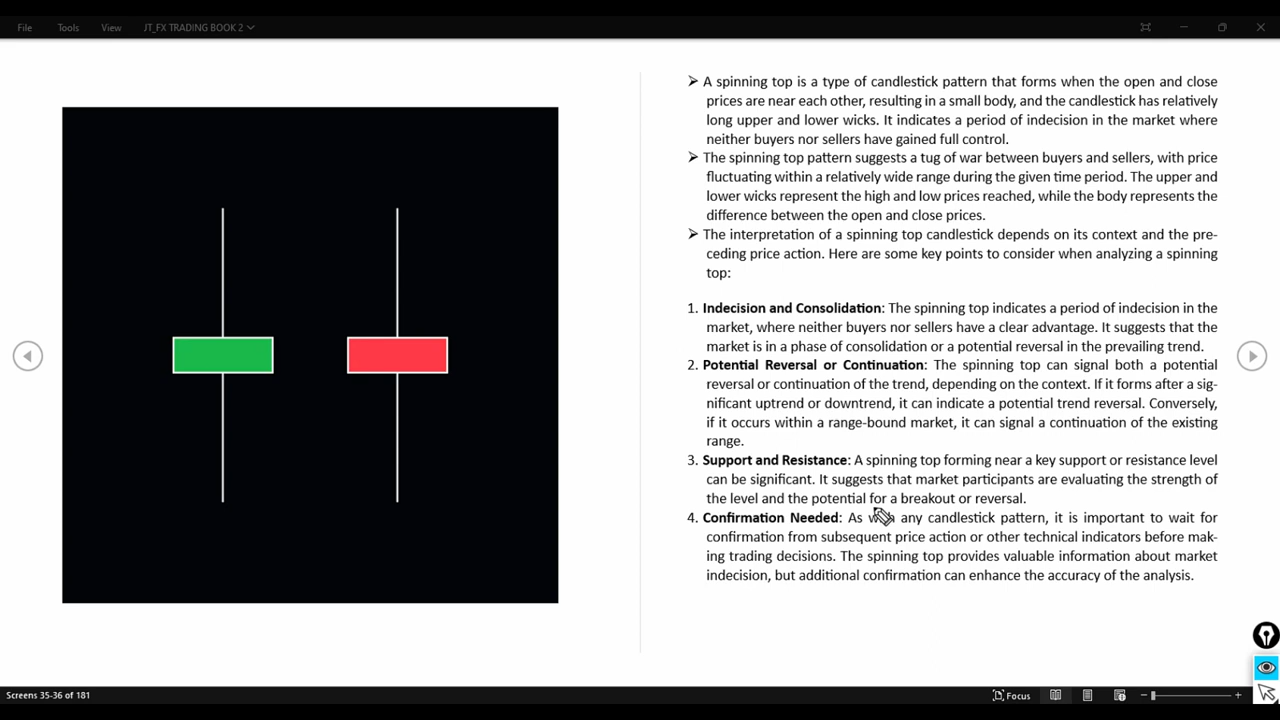 File Tools View JT_FX TRADING BOOK 2
➢ A spinning top is a type of candlestick pattern that forms when the open and close
prices are near each other, resulting in a small body, and the candlestick has relatively
long upper and lower wicks. It indicates a period of indecision in the market where
neither buyers nor sellers have gained full control.
➢ The spinning top pattern suggests a tug of war between buyers and sellers, with price
fluctuating within a relatively wide range during the given time period. The upper and
lower wicks represent the high and low prices reached, while the body represents the
difference between the open and close prices.
➢ The interpretation of a spinning top candlestick depends on its context and the pre-
ceding price action. Here are some key points to consider when analyzing a spinning
top:
1. Indecision and Consolidation: The spinning top indicates a period of indecision in the
market, where neither buyers nor sellers have a clear advantage. It suggests that the
market is in a phase of consolidation or a potential reversal in the prevailing trend.
2. Potential Reversal or Continuation: The spinning top can signal both a potential
reversal or continuation of the trend, depending on the context. If it forms after a sig-
nificant uptrend or downtrend, it can indicate a potential trend reversal. Conversely,
if it occurs within a range-bound market, it can signal a continuation of the existing
range.
3. Support and Resistance: A spinning top forming near a key support or resistance level
can be significant. It suggests that market participants are evaluating the strength of
the level and the potential for a breakout or reversal.
4. Confirmation Needed: As with any candlestick pattern, it is important to wait for
confirmation from subsequent price action or other technical indicators before mak-
ing trading decisions. The spinning top provides valuable information about market
indecision, but additional confirmation can enhance the accuracy of the analysis.
Screens 35-36 of 181 Focus